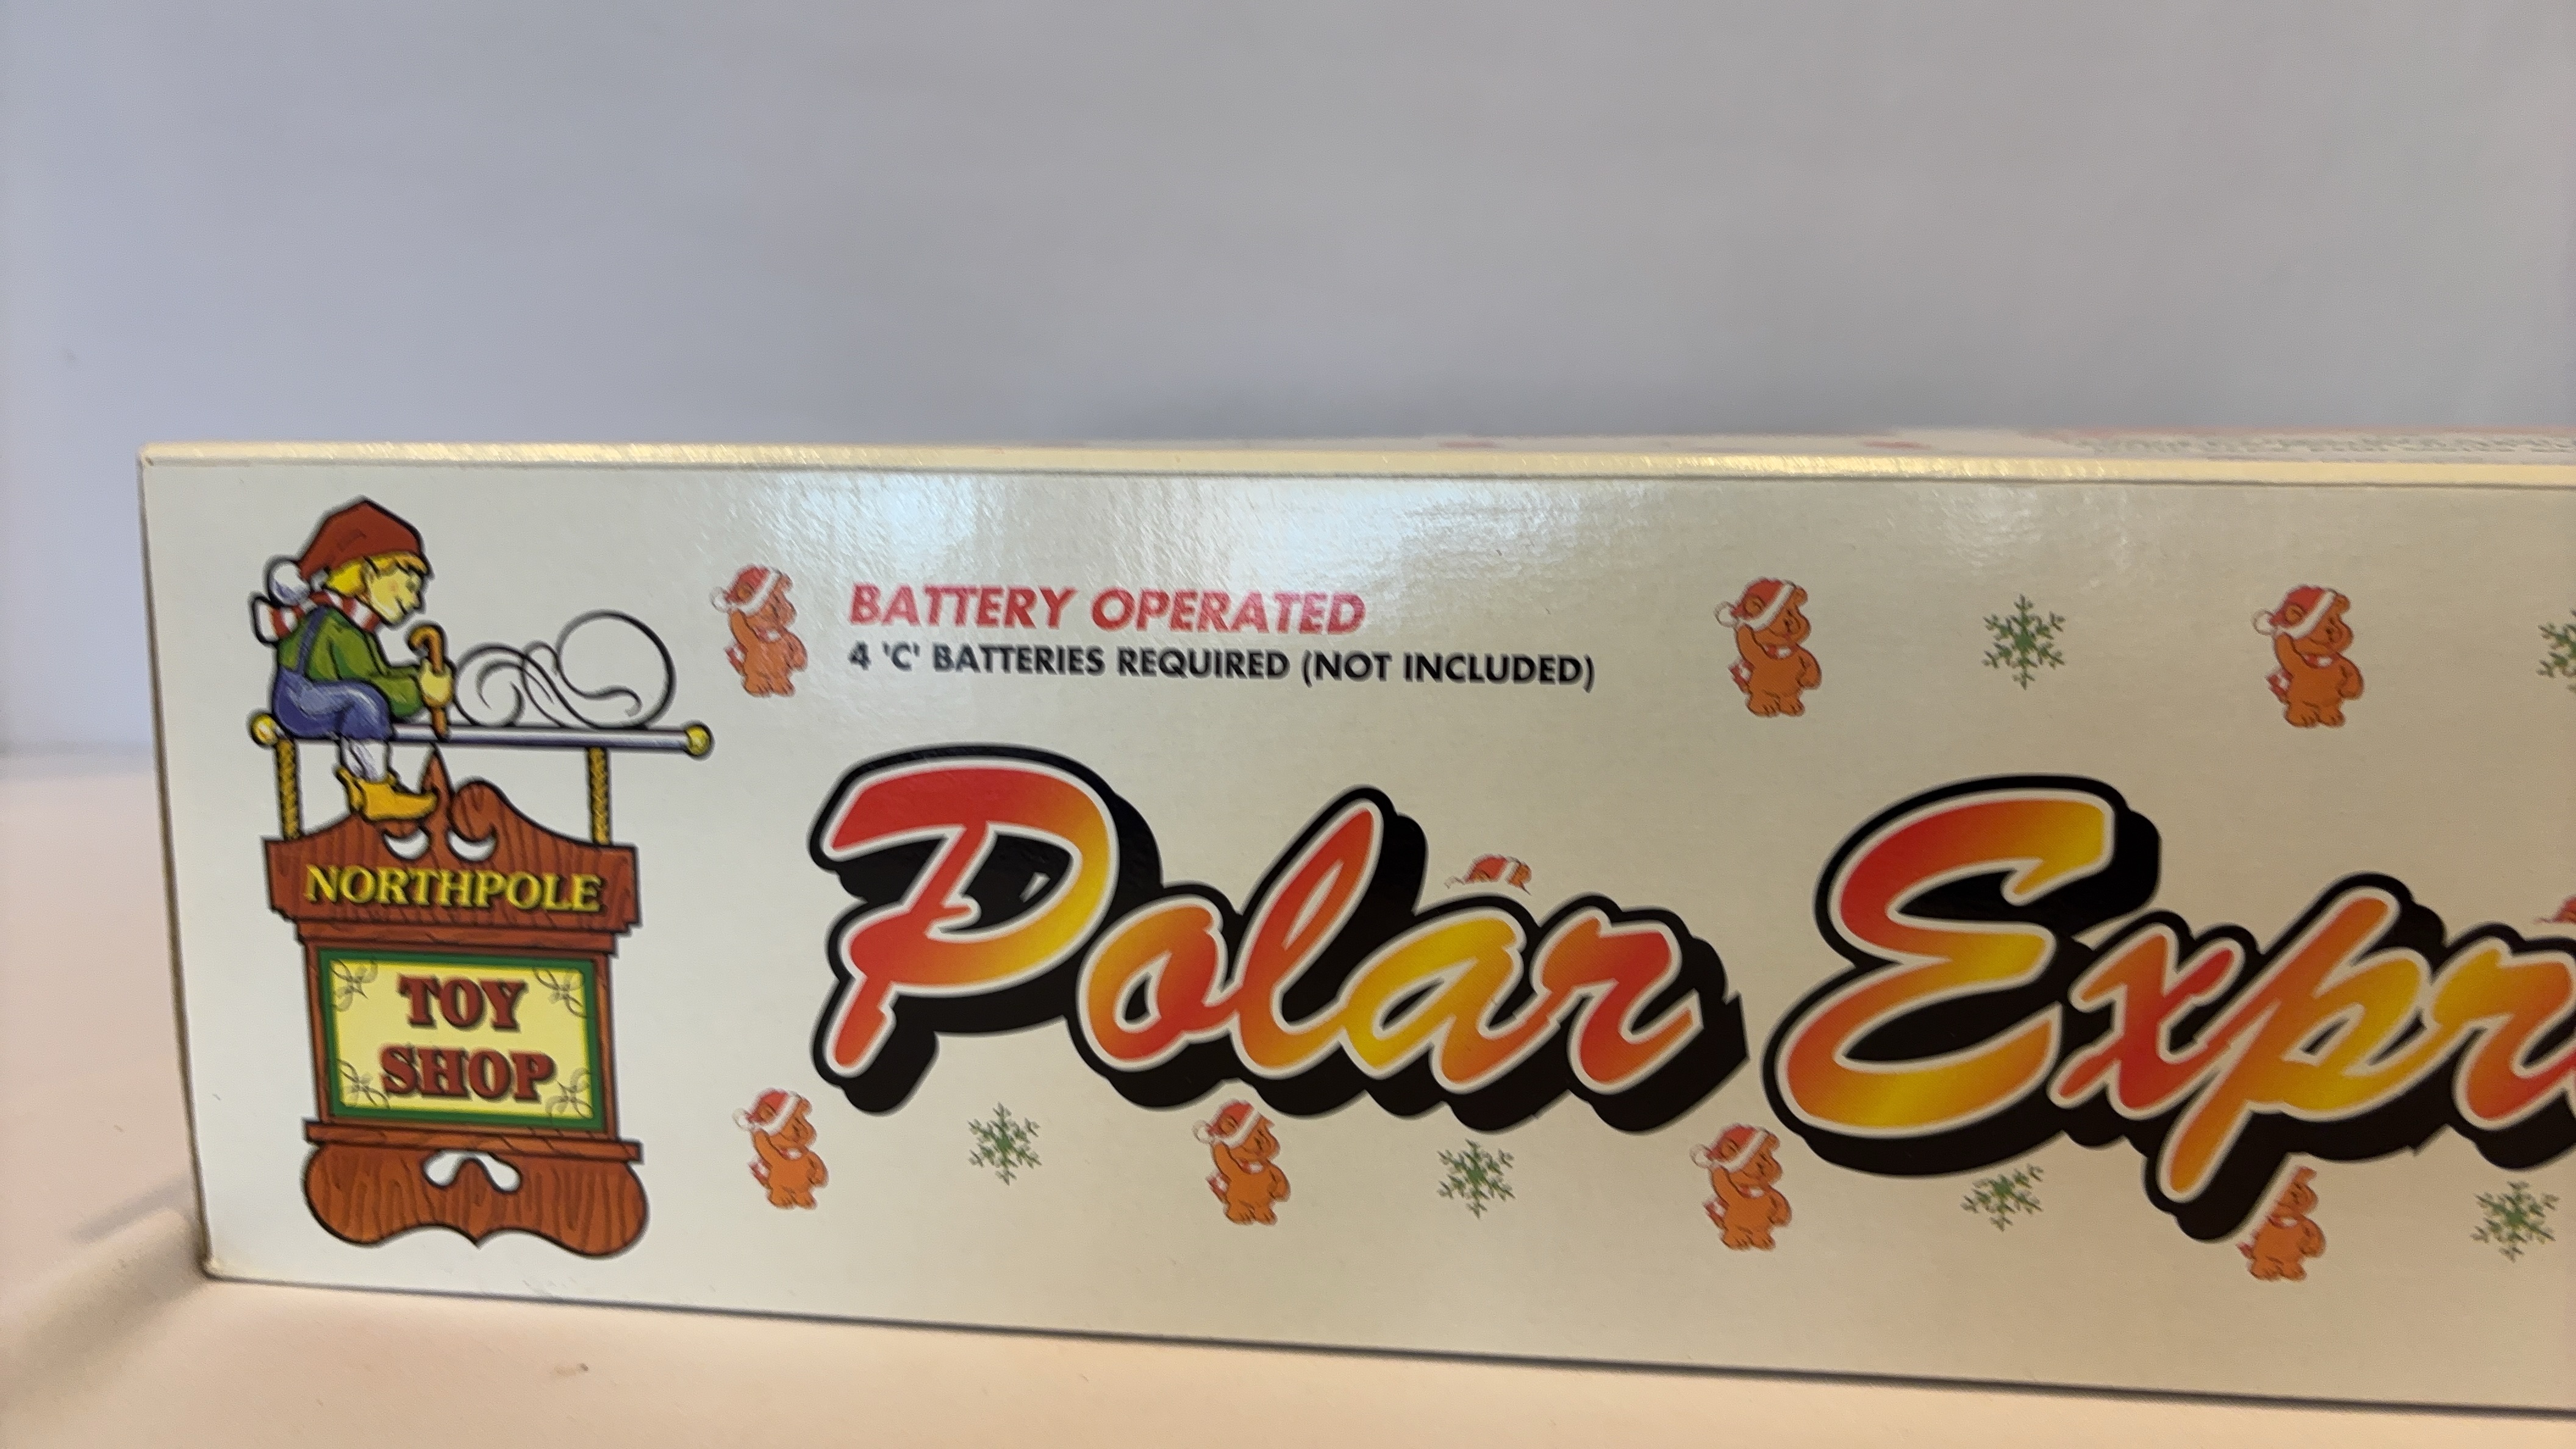 BATTERY OPERATED
4 'C' BATTERIES REQUIRED (NOT INCLUDED)
Polar Expr
NORTHPOLE
TOY
SHOP